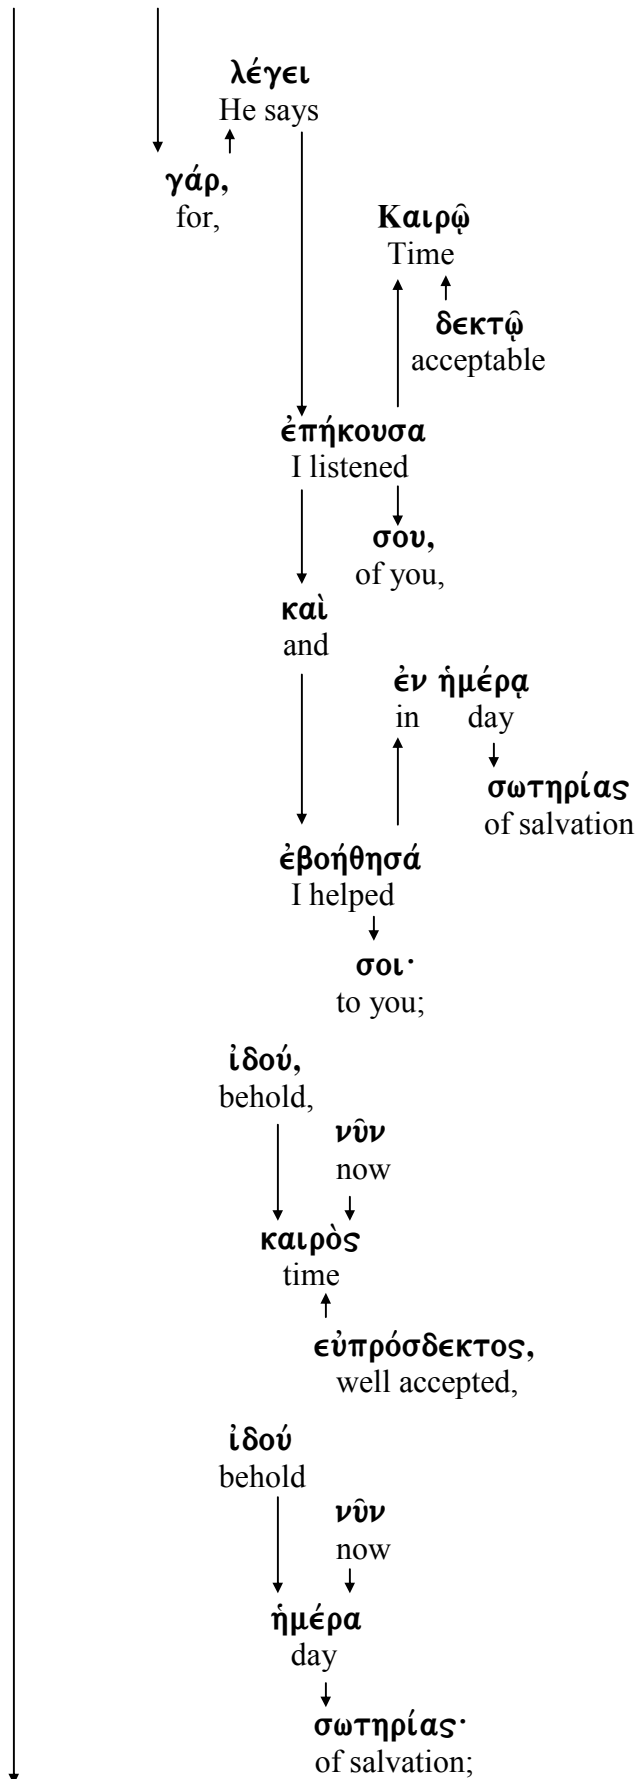 λέγει
He says
γάρ,
for,
Καιρῷ
Time
δεκτῷ
acceptable
ἐπήκουσα
I listened
σου,
of you,
καὶ
and
ἐν ἡμέρᾳ
in day
σωτηρίας
of salvation
ἐβοήθησά
I helped
σοι·
to you;
ἰδού,
behold,
νῦν
now
καιρὸς
time
εὐπρόσδεκτος,
well accepted,
ἰδού
behold
νῦν
now
ἡμέρα
day
σωτηρίας·
of salvation;